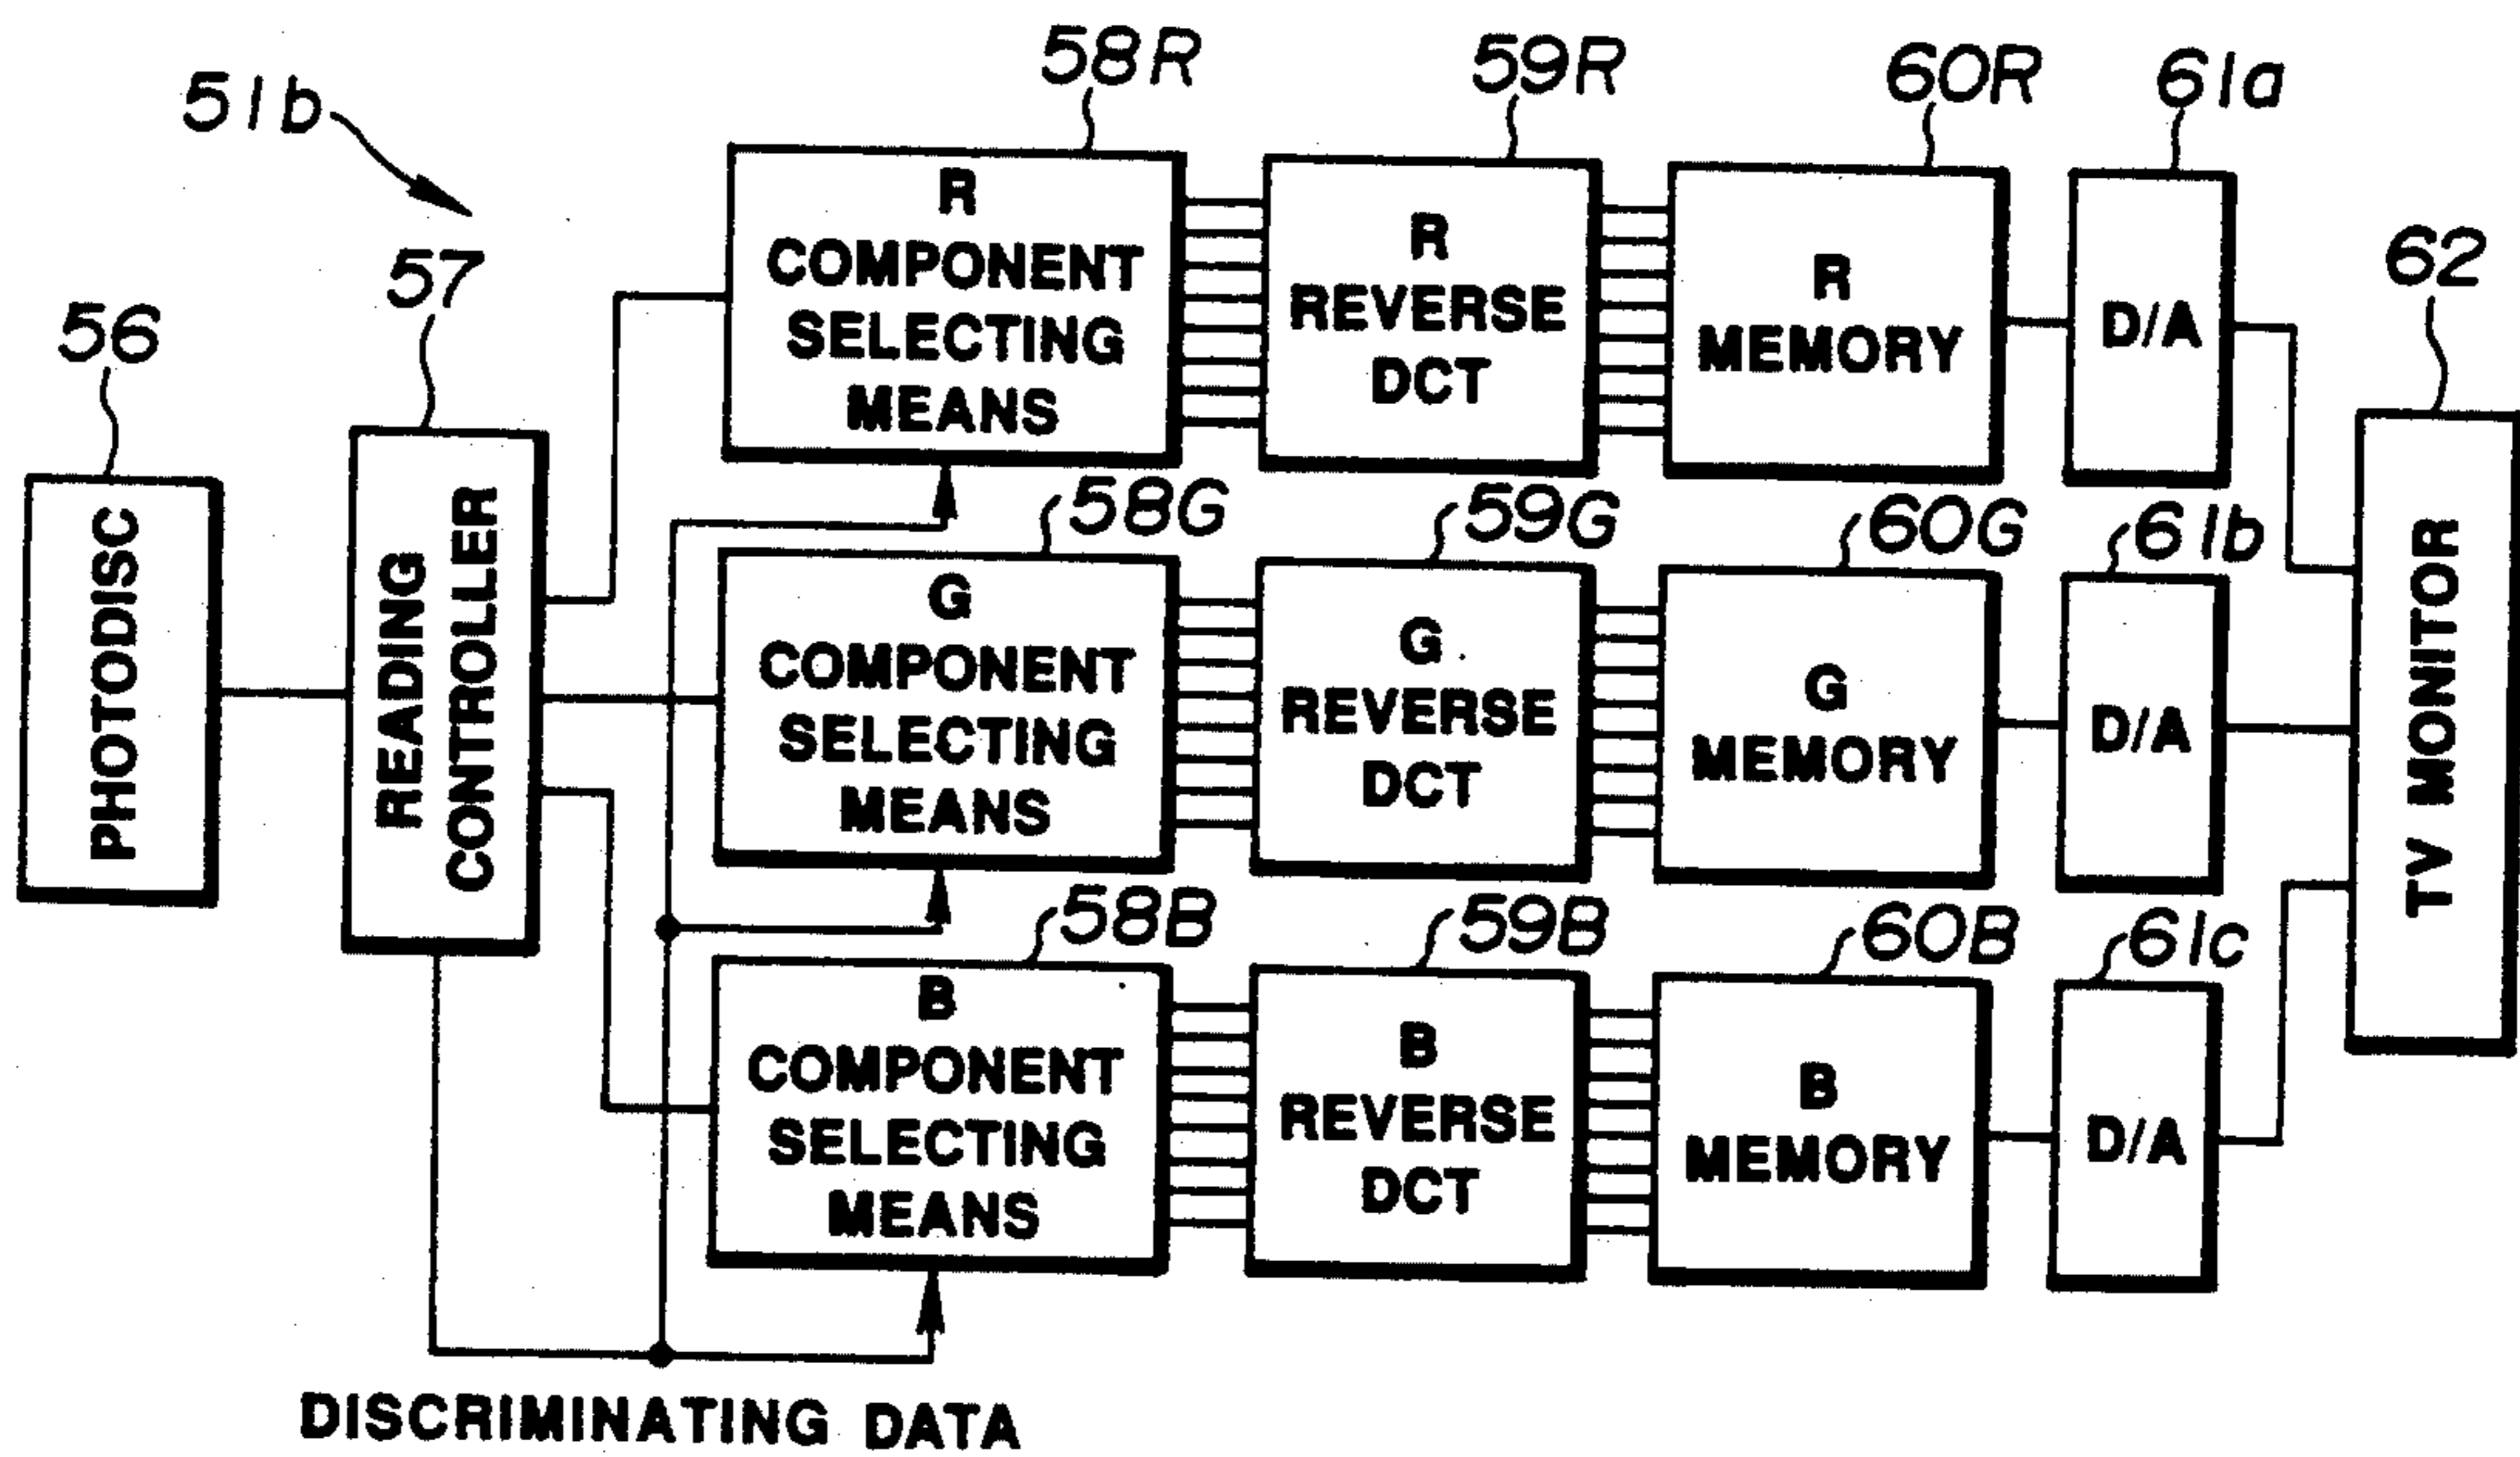 51b
58R
59R
60R
61a
57
62
56
R
COMPONENT
SELECTING
MEANS
R
REVERSE
DCT
R
MEMORY
D/A
PHOTODISC
READING
CONTROLLER
58G
59G
60G
61b
G
COMPONENT
SELECTING
MEANS
G
REVERSE
DCT
G
MEMORY
D/A
TV MONITOR
58B
59B
60B
61c
B
COMPONENT
SELECTING
MEANS
B
REVERSE
DCT
B
MEMORY
D/A
DISCRIMINATING DATA